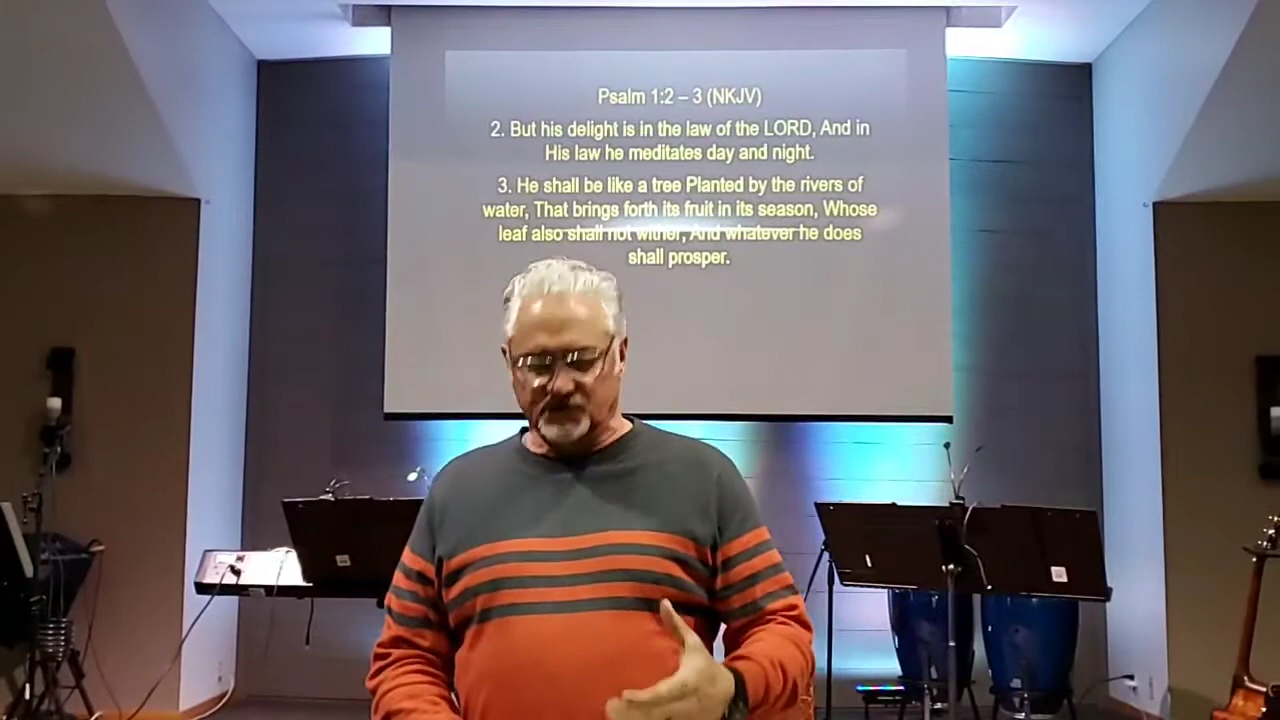 Psalm 1:2 – 3 (NKJV)
2. But his delight is in the law of the LORD, And in
His law he meditates day and night.
3. He shall be like a tree Planted by the rivers of
water, That brings forth its fruit in its season, Whose
leaf also shall not wither, And whatever he does
shall prosper.